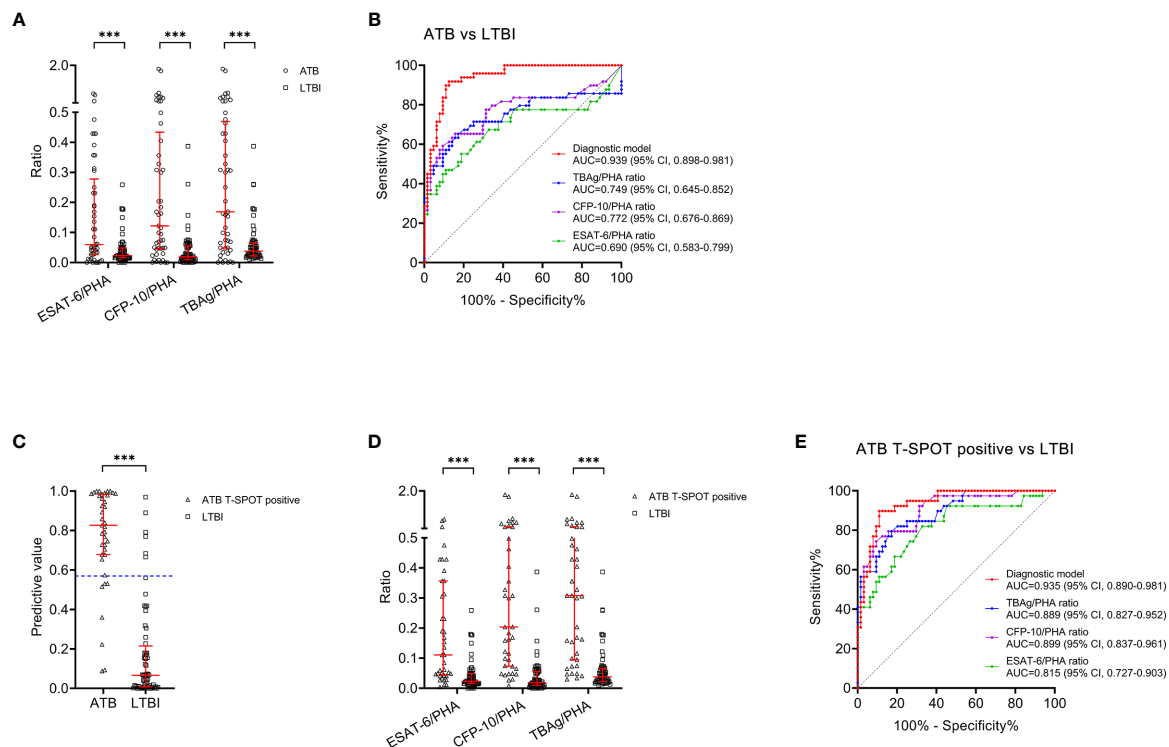 A
***
***
***
ATB
LTBI
2.0
0.5
0.4
0.3
0.2
0.1
0.0
Ratio
ESAT-6/PHA
CFP-10/PHA
TBAg/PHA
B
ATB vs LTBI
100
80
60
40
20
0
Sensitivity%
Diagnostic model
AUC=0.939 (95% CI, 0.898-0.981)
TBAg/PHA ratio
AUC=0.749 (95% CI, 0.645-0.852)
CFP-10/PHA ratio
AUC=0.772 (95% CI, 0.676-0.869)
ESAT-6/PHA ratio
AUC=0.690 (95% CI, 0.583-0.799)
0 20 40 60 80 100
100% - Specificity%
C
***
ATB T-SPOT positive
LTBI
1.0
0.8
0.6
0.4
0.2
0.0
Predictive value
ATB LTBI
D
***
***
***
ATB T-SPOT positive
LTBI
2.0
0.5
0.4
0.3
0.2
0.1
0.0
Ratio
ESAT-6/PHA
CFP-10/PHA
TBAg/PHA
E
ATB T-SPOT positive vs LTBI
100
80
60
40
20
0
Sensitivity%
Diagnostic model
AUC=0.935 (95% CI, 0.890-0.981)
TBAg/PHA ratio
AUC=0.889 (95% CI, 0.827-0.952)
CFP-10/PHA ratio
AUC=0.899 (95% CI, 0.837-0.961)
ESAT-6/PHA ratio
AUC=0.815 (95% CI, 0.727-0.903)
0 20 40 60 80 100
100% - Specificity%